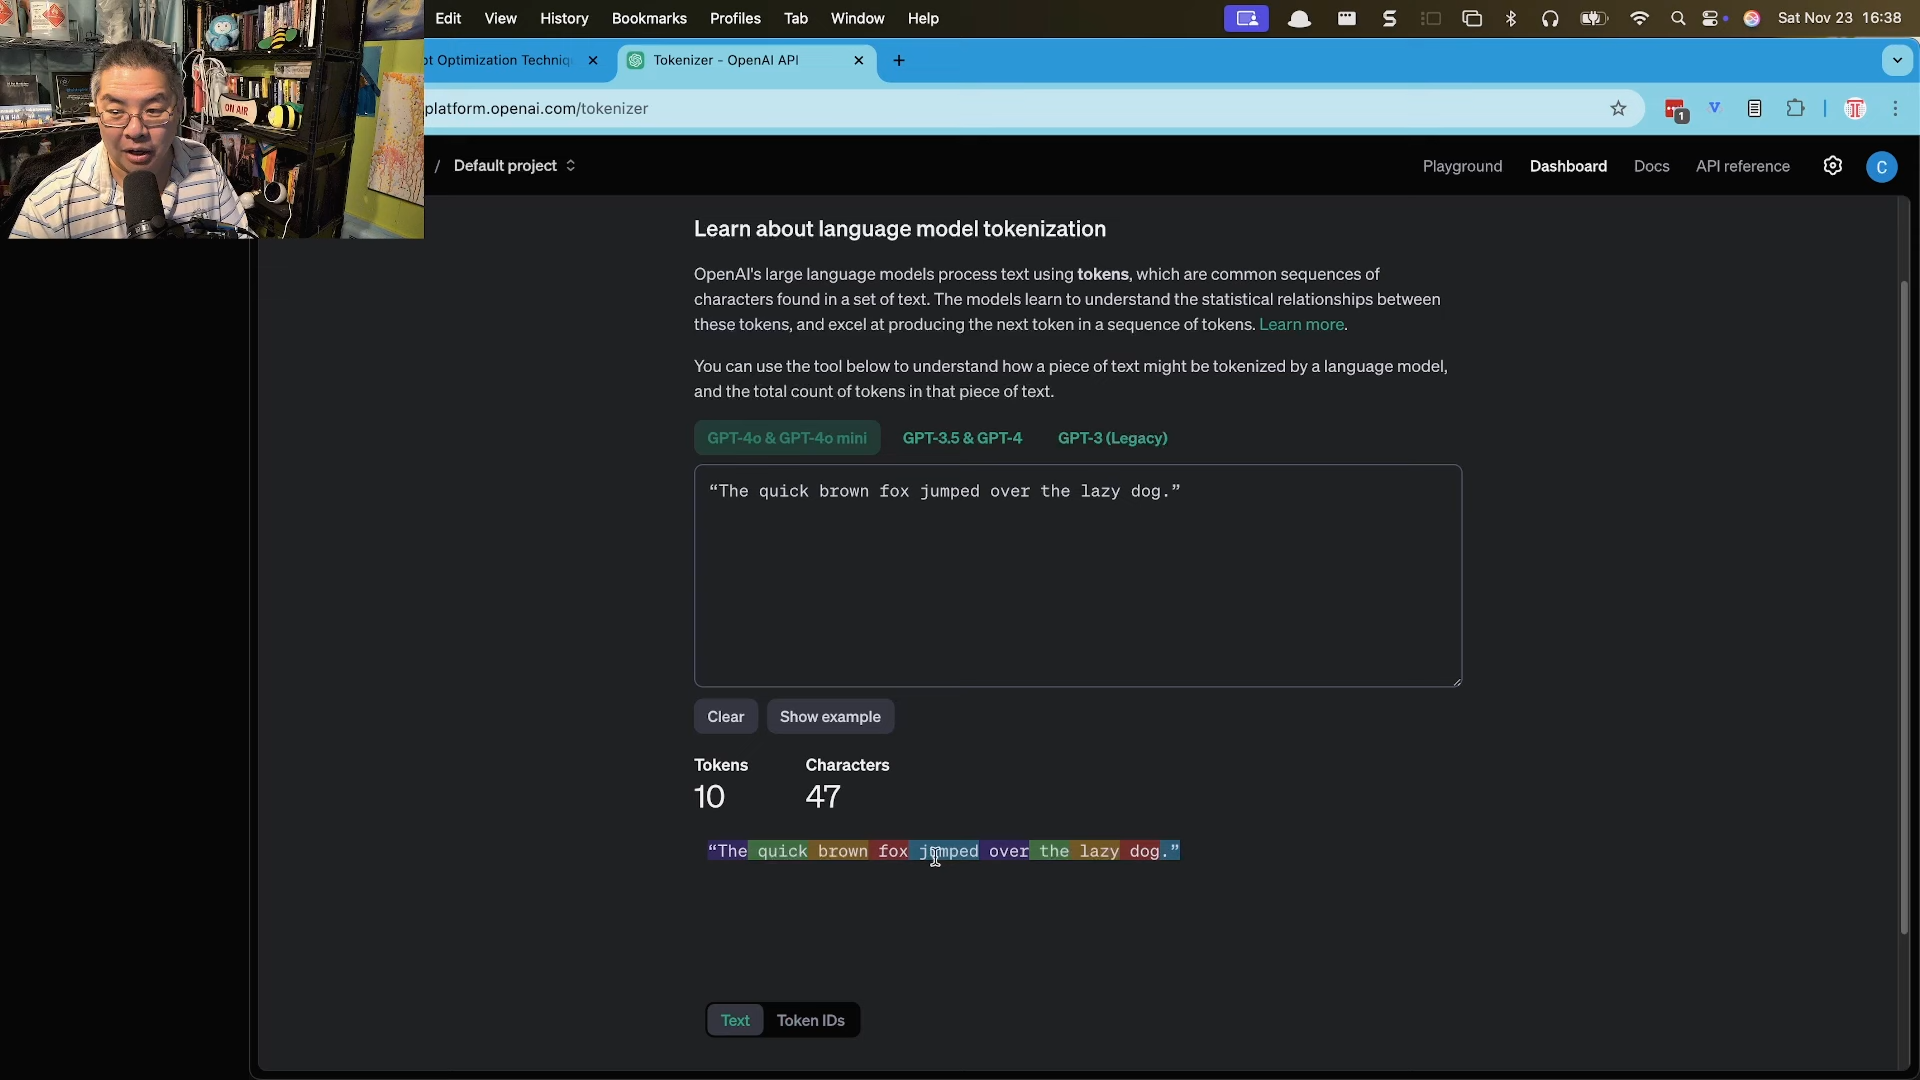 Edit View History Bookmarks Profiles Tab Window Help Sat Nov 23 16:38
ot Optimization Techniq Tokenizer - OpenAI API
platform.openai.com/tokenizer
1
ON AIR
/ Default project Playground Dashboard Docs API reference C
Learn about language model tokenization
OpenAI's large language models process text using tokens, which are common sequences of
characters found in a set of text. The models learn to understand the statistical relationships between
these tokens, and excel at producing the next token in a sequence of tokens. Learn more.
You can use the tool below to understand how a piece of text might be tokenized by a language model,
and the total count of tokens in that piece of text.
GPT-4o & GPT-4o mini GPT-3.5 & GPT-4 GPT-3 (Legacy)
“The quick brown fox jumped over the lazy dog.”
Clear Show example
Tokens Characters
10 47
“The quick brown fox jumped over the lazy dog.”
Text Token IDs